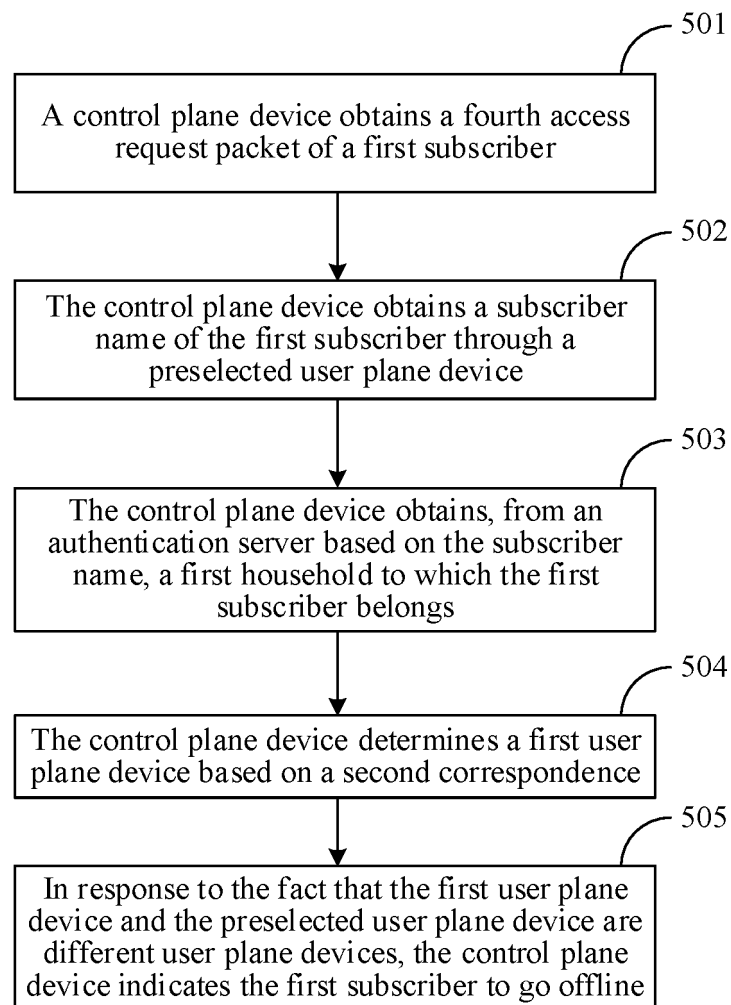 501
A control plane device obtains a fourth access
request packet of a first subscriber
502
The control plane device obtains a subscriber
name of the first subscriber through a
preselected user plane device
503
The control plane device obtains, from an
authentication server based on the subscriber
name, a first household to which the first
subscriber belongs
504
The control plane device determines a first user
plane device based on a second correspondence
505
In response to the fact that the first user plane
device and the preselected user plane device are
different user plane devices, the control plane
device indicates the first subscriber to go offline